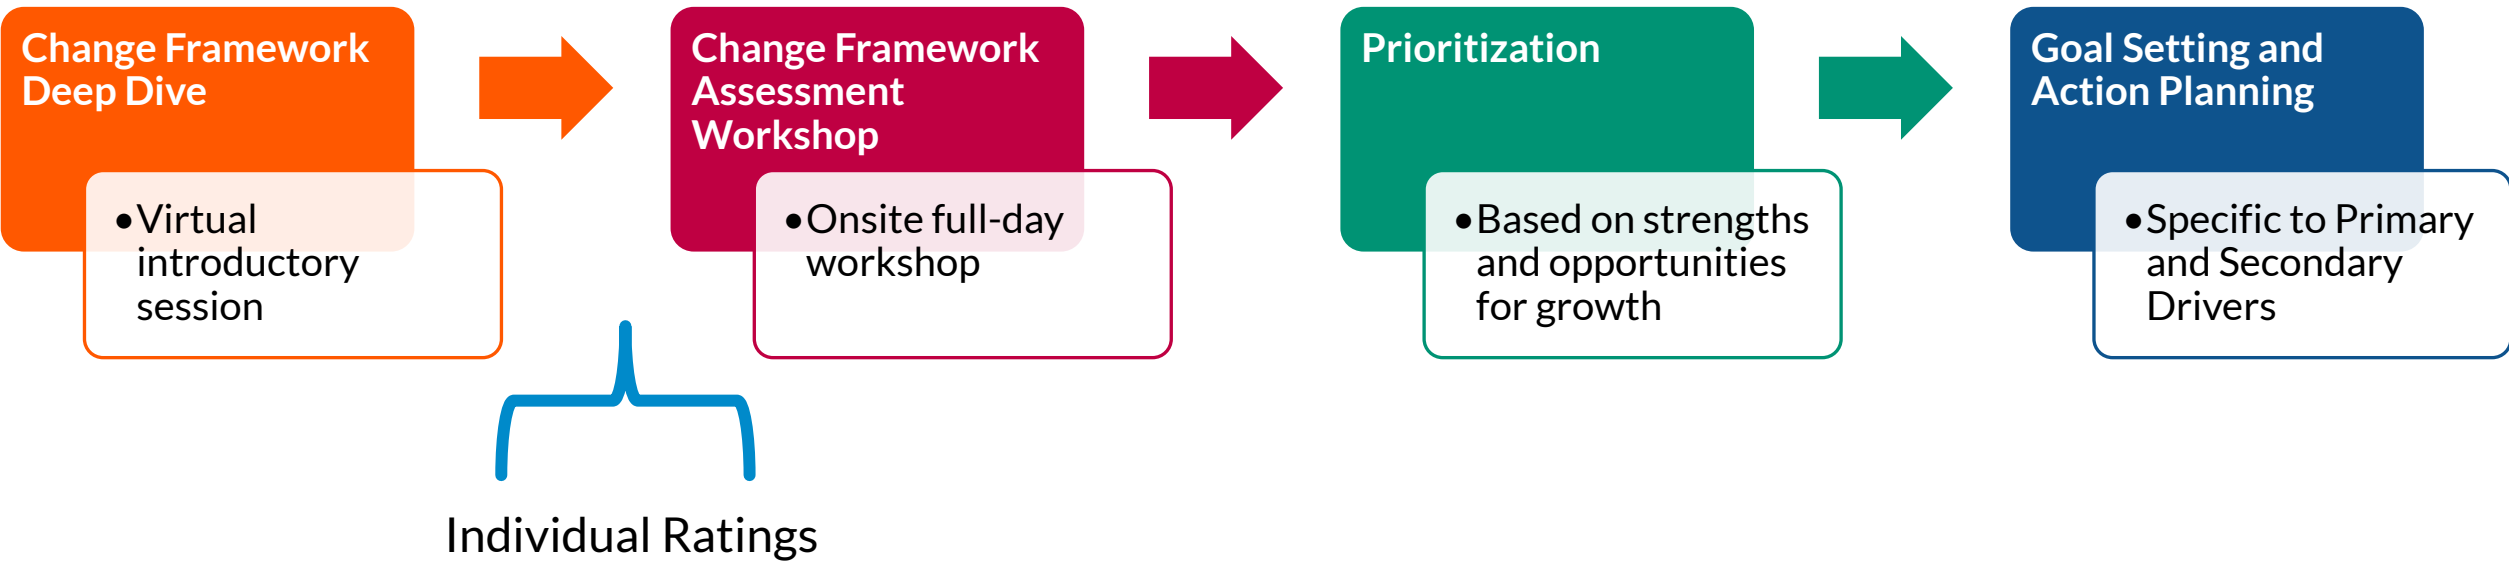 Change Framework
Deep Dive
•Virtual
introductory
session
Change Framework
Assessment
Workshop
•Onsite full-day
workshop
Prioritization
•Based on strengths
and opportunities
for growth
Goal Setting and
Action Planning
•Specific to Primary
and Secondary
Drivers
Individual Ratings